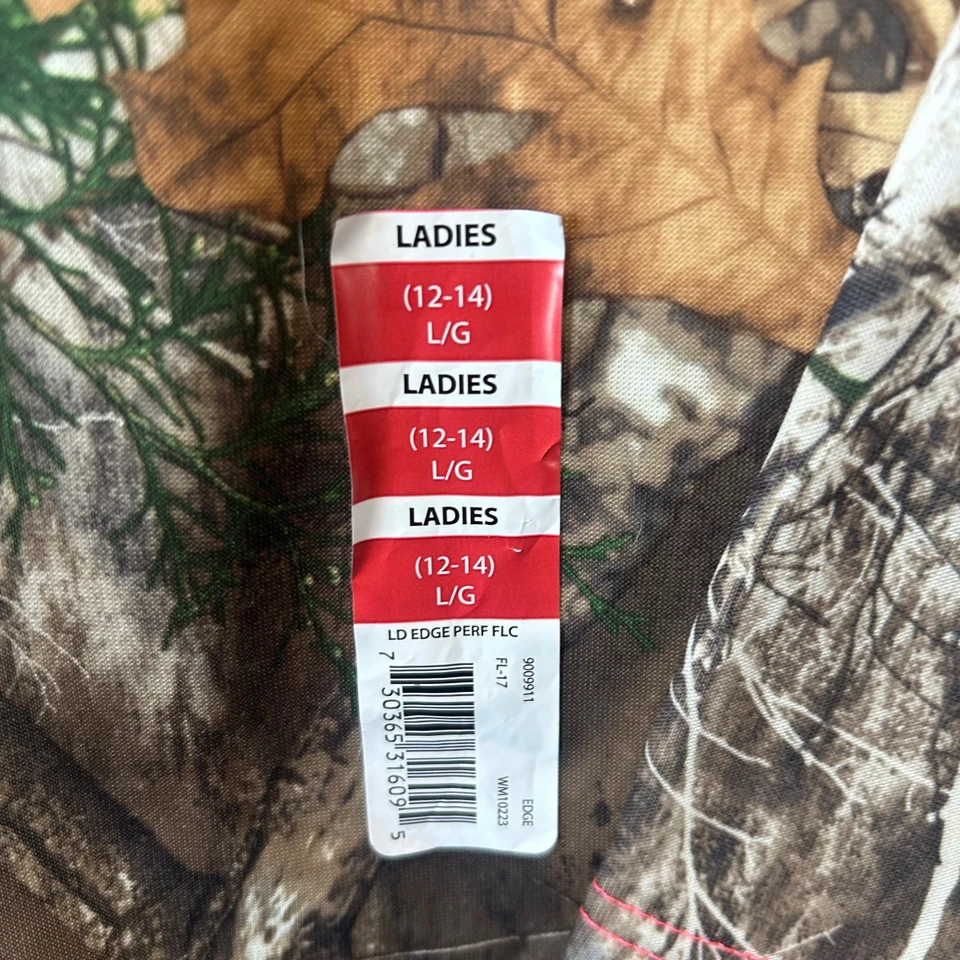 LADIES
(12-14)
L/G
LADIES
(12-14)
L/G
LADIES
(12-14)
L/G
LD EDGE PERF FLC
9009911 EDGE
FL-17 WM10223
7 30365 31609 5